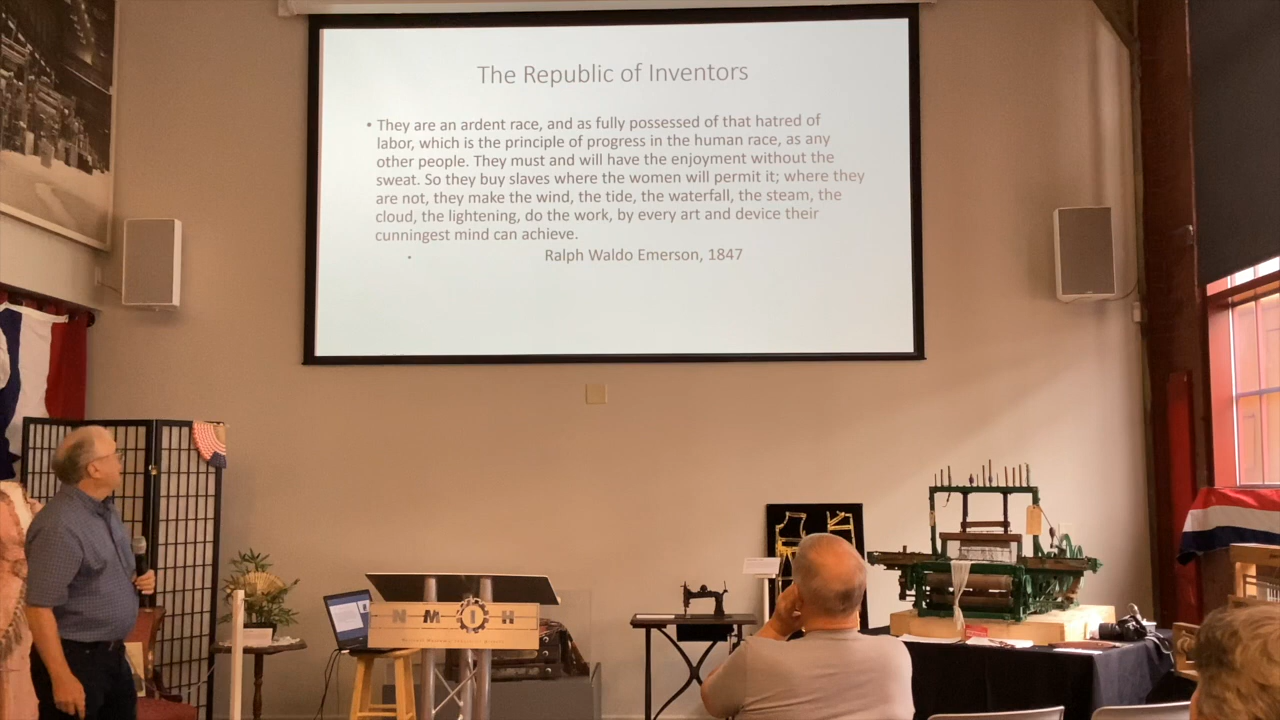 The Republic of Inventors
• They are an ardent race, and as fully possessed of that hatred of
labor, which is the principle of progress in the human race, as any
other people. They must and will have the enjoyment without the
sweat. So they buy slaves where the women will permit it; where they
are not, they make the wind, the tide, the waterfall, the steam, the
cloud, the lightening, do the work, by every art and device their
cunningest mind can achieve.
• Ralph Waldo Emerson, 1847
NMIH